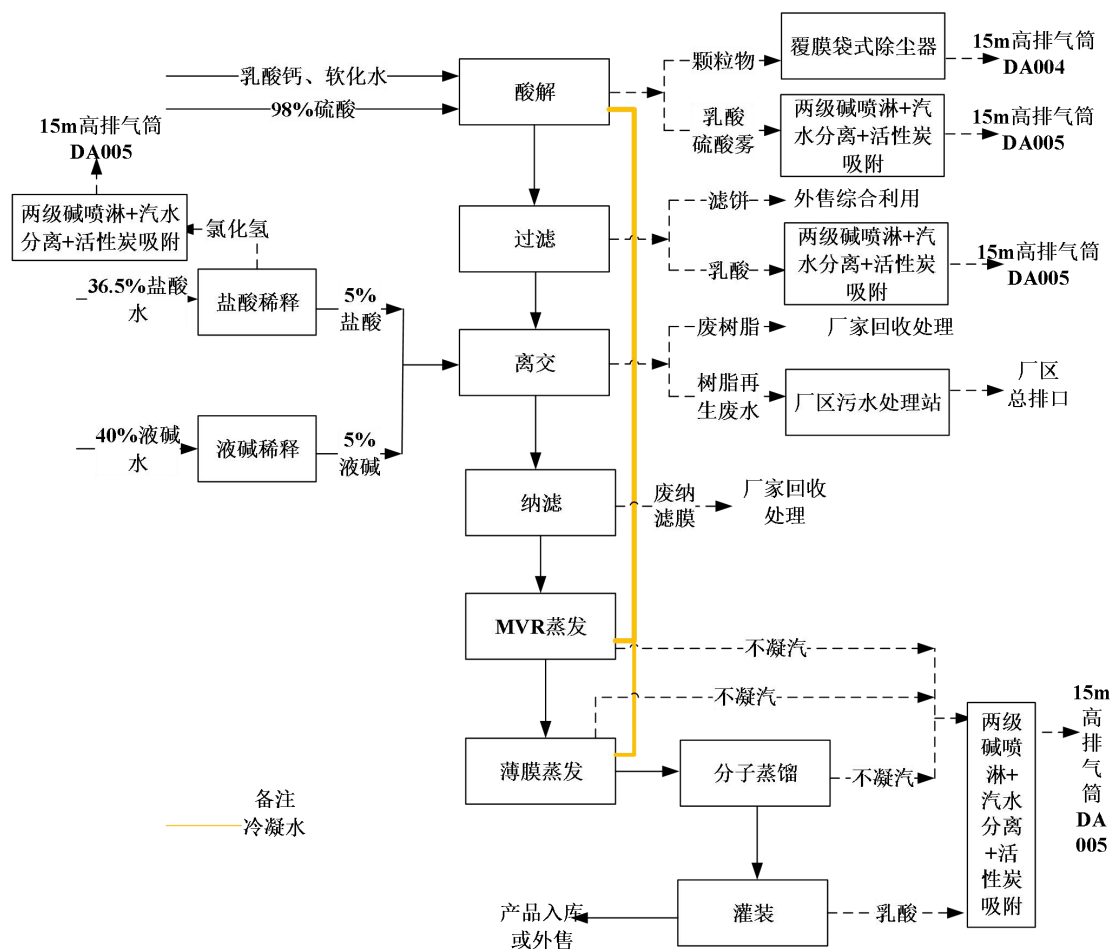 乳酸钙、软化水
98%硫酸
酸解
颗粒物
覆膜袋式除尘器
15m高排气筒
DA004
乳酸
硫酸雾
两级碱喷淋+汽
水分离+活性炭
吸附
15m高排气筒
DA005
15m高排气筒
DA005
两级碱喷淋+汽水
分离+活性炭吸附
氯化氢
过滤
滤饼
外售综合利用
乳酸
两级碱喷淋+汽
水分离+活性炭
吸附
15m高排气筒
DA005
36.5%盐酸
水
盐酸稀释
5%
盐酸
离交
废树脂
厂家回收处理
树脂再
生废水
厂区污水处理站
厂区
总排口
40%液碱
水
液碱稀释
5%
液碱
纳滤
废纳
滤膜
厂家回收
处理
MVR蒸发
不凝汽
不凝汽
薄膜蒸发
分子蒸馏
不凝汽
两级
碱喷
淋+
汽水
分离
+活
性炭
吸附
15m
高
排
气
筒
DA
005
备注
冷凝水
灌装
乳酸
产品入库
或外售